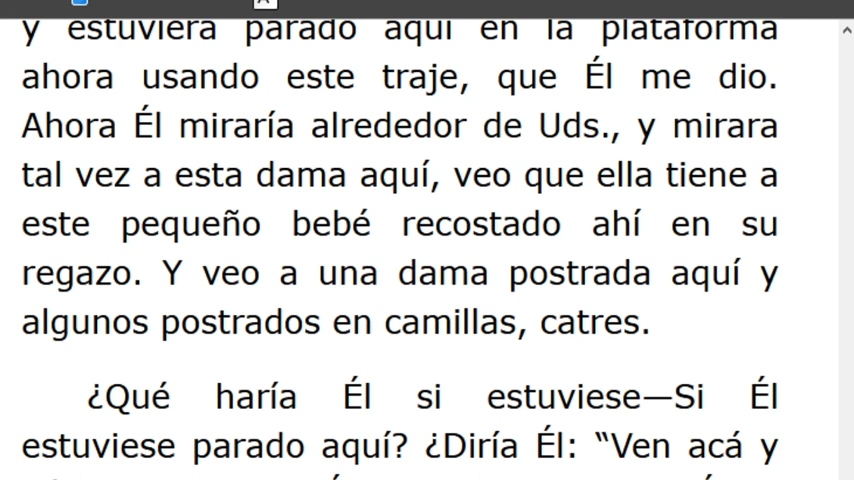 y estuviera parado aquí en la plataforma
ahora usando este traje, que Él me dio.
Ahora Él miraría alrededor de Uds., y mirara
tal vez a esta dama aquí, veo que ella tiene a
este pequeño bebé recostado ahí en su
regazo. Y veo a una dama postrada aquí y
algunos postrados en camillas, catres.
¿Qué haría Él si estuviese—Si Él
estuviese parado aquí? ¿Diría Él: “Ven acá y